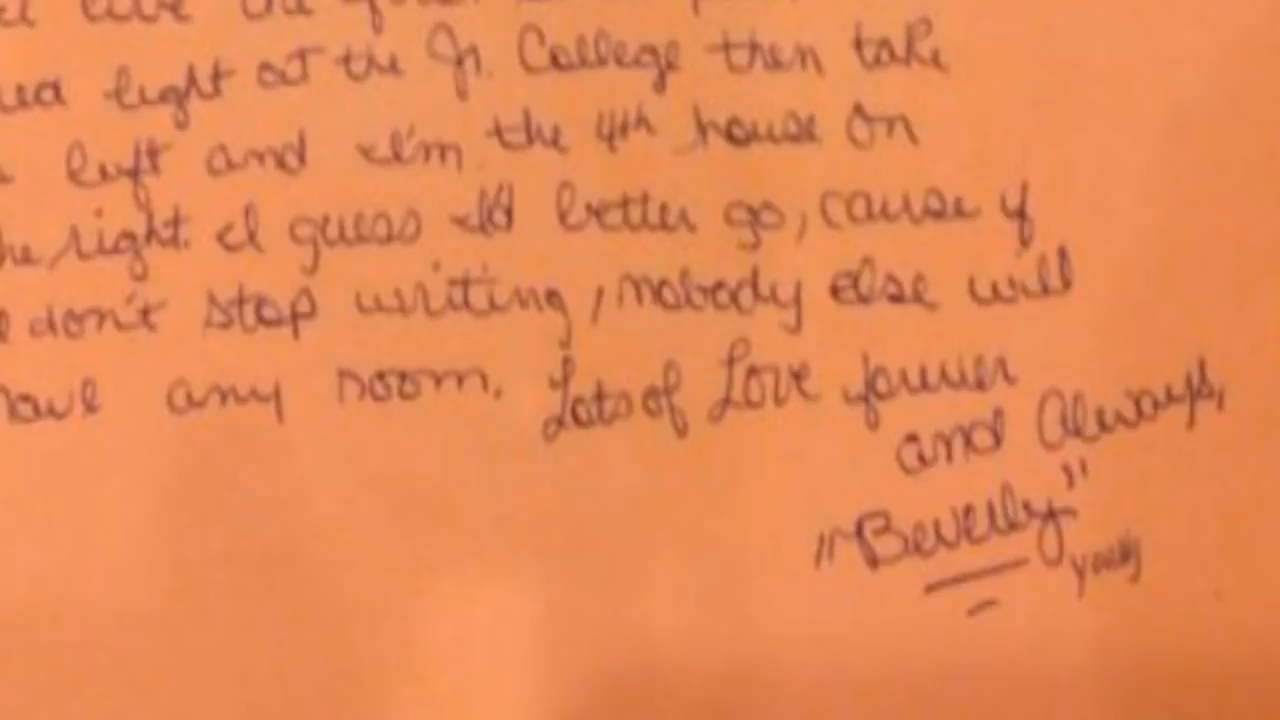 light at the Jr. College then take
left and I'm the 4th house on
right. I guess I'd better go, cause if
I don't stop writing, nobody else will
have any room. Lots of Love forever
and Always,
"Beverly"